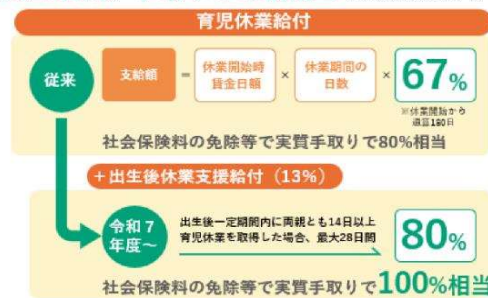 育児休業給付
従来
支給額 = 休業開始時賃金日額 × 休業期間の日数 × 67%
※休業開始から
通算180日
社会保険料の免除等で実質手取りで80%相当
+出生後休業支援給付（13%）
令和7
年度～
出生後一定期間内に両親とも14日以上
育児休業を取得した場合、最大28日間
80%
社会保険料の免除等で実質手取りで100%相当